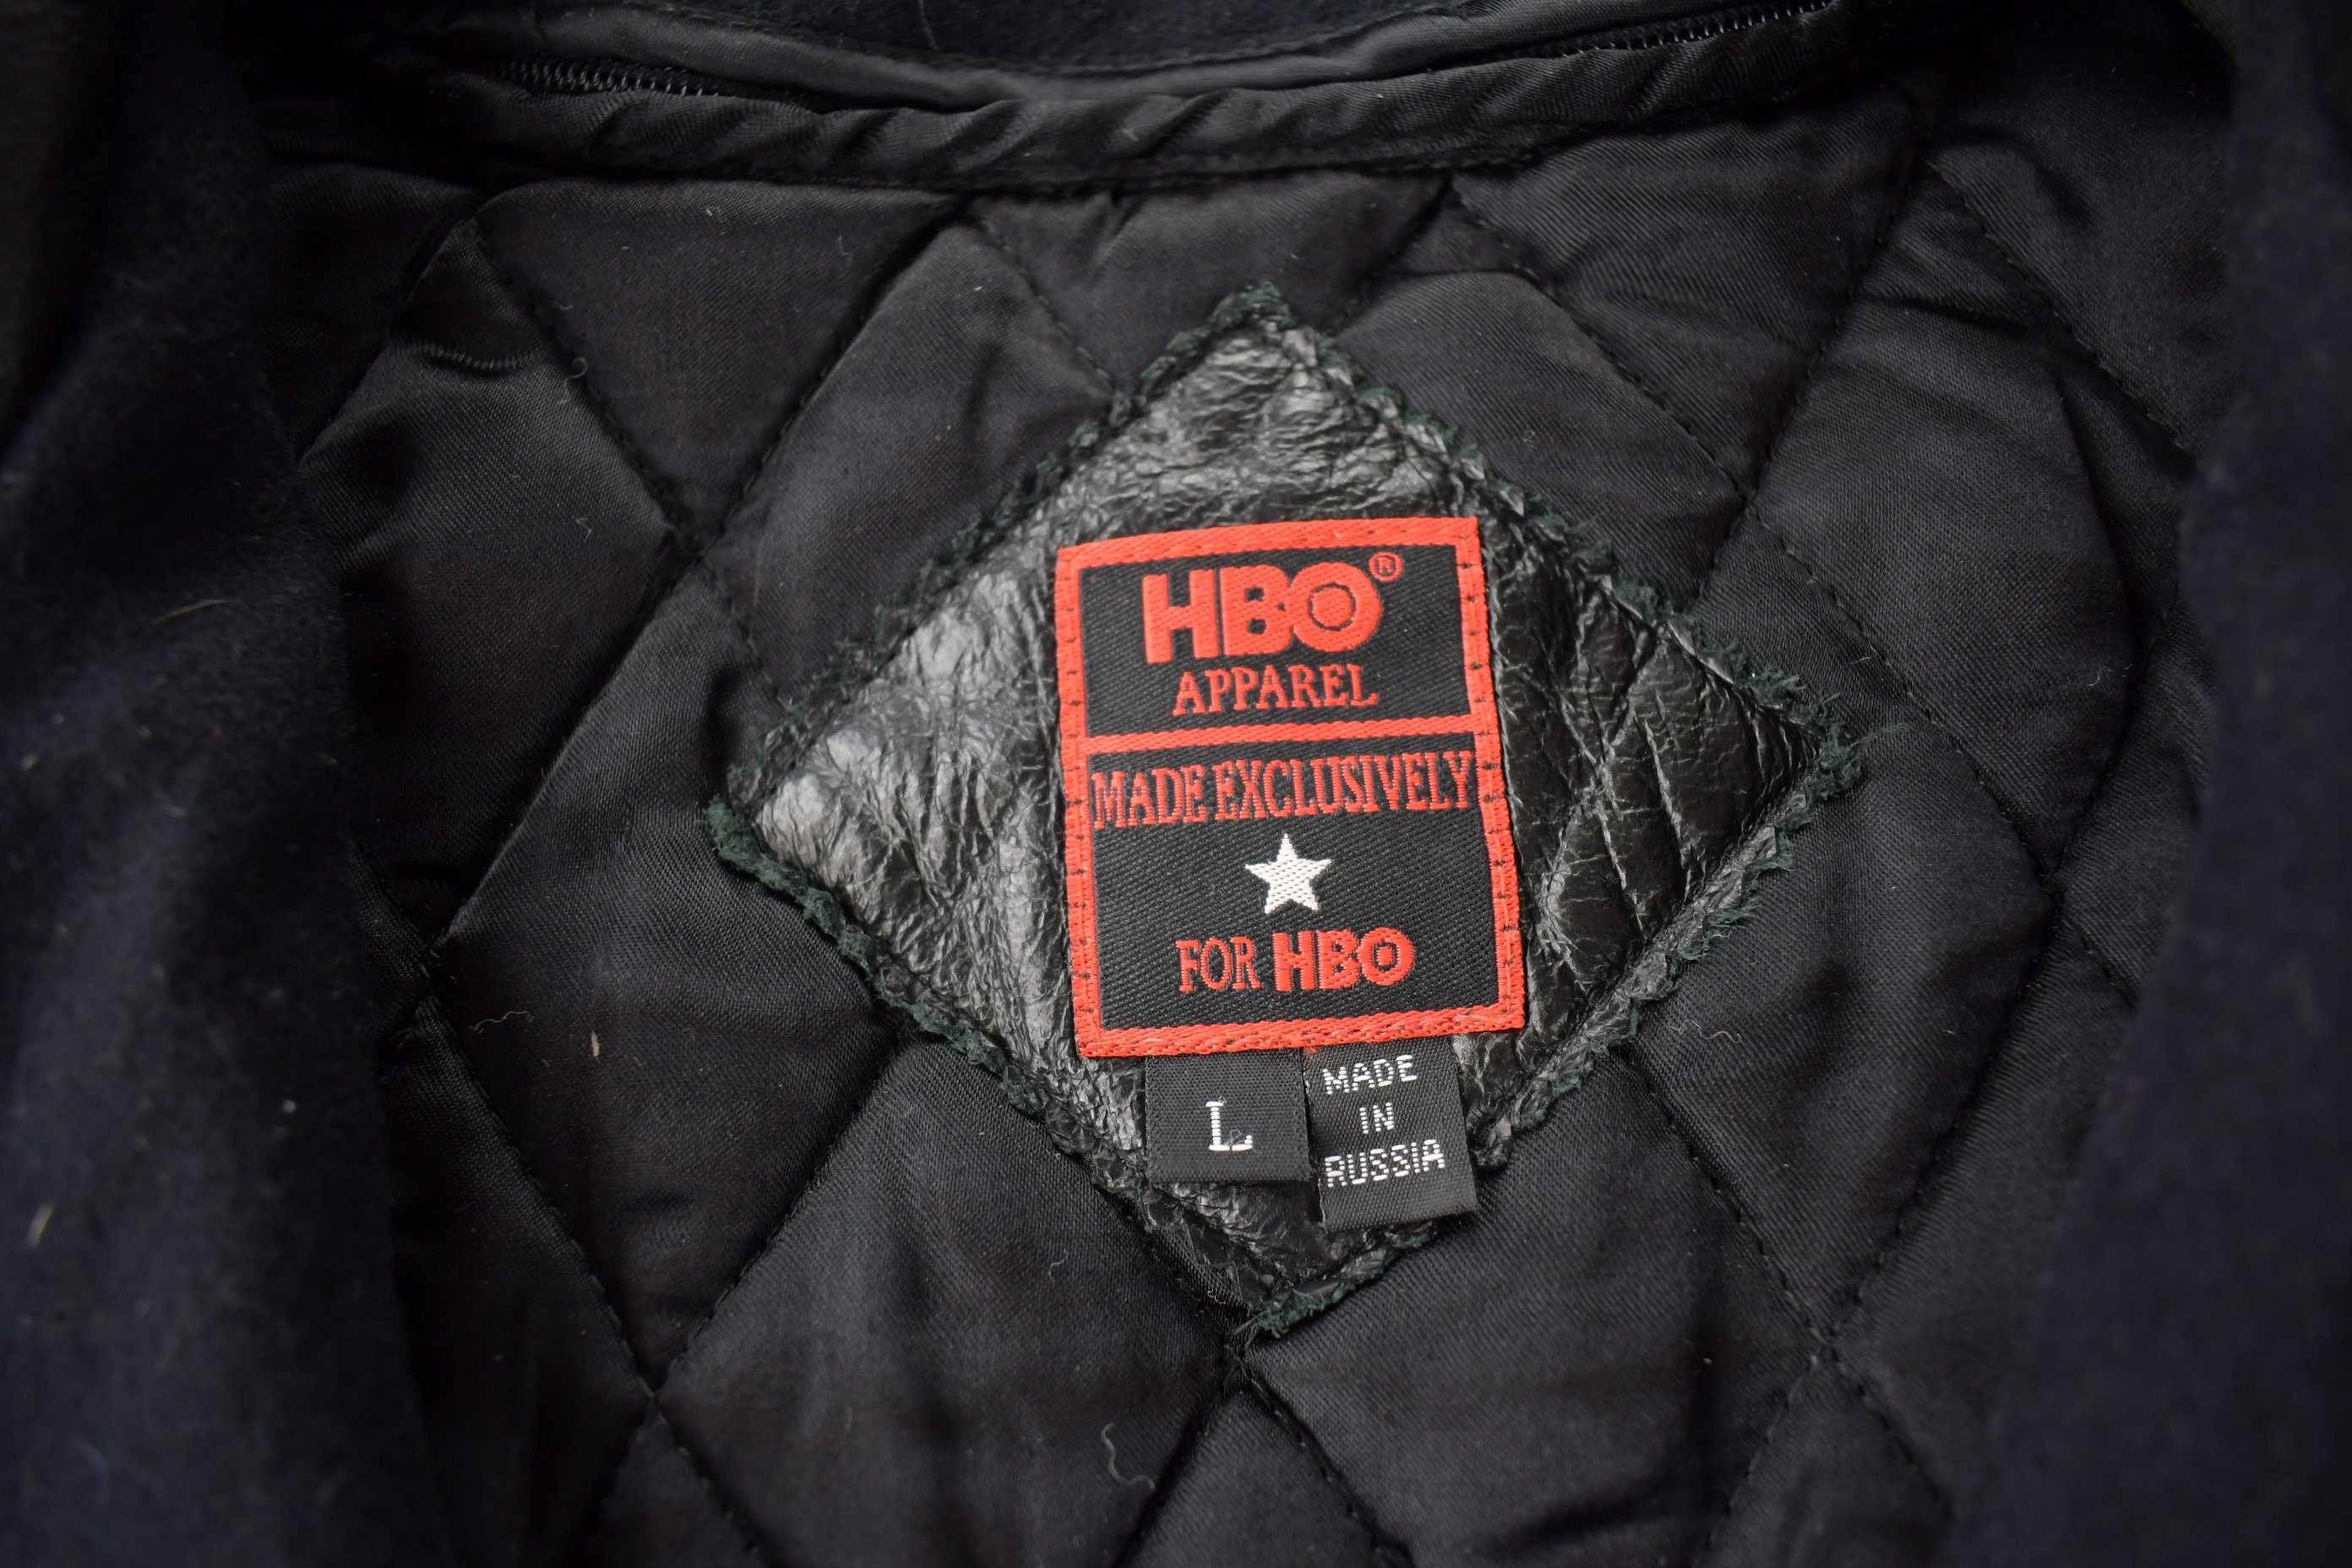 HBO®
APPAREL
MADE EXCLUSIVELY
FOR HBO
L
MADE
IN
RUSSIA